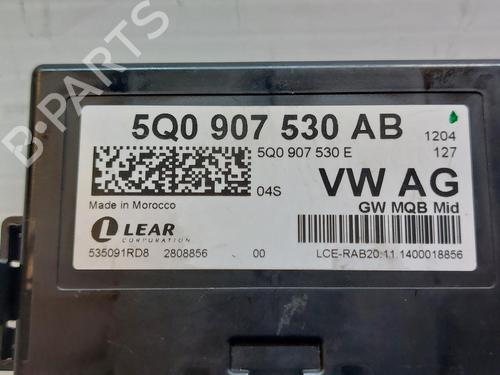 5Q0 907 530 AB
1204
5Q0 907 530 E
127
04S
VW AG
GW MQB Mid
Made in Morocco
LEAR
CORPORATION
535091RD8 2808856 00
LCE-RAB20.11.1400018856
B-PARTS